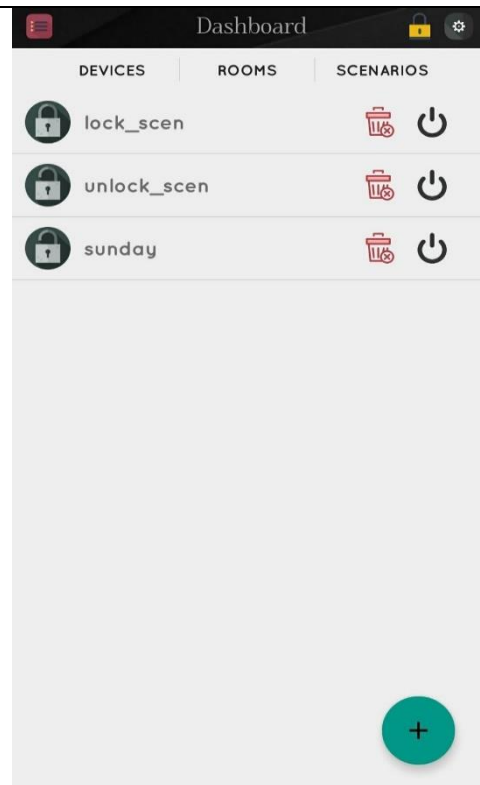 Dashboard
DEVICES ROOMS SCENARIOS
lock_scen
unlock_scen
sunday
+